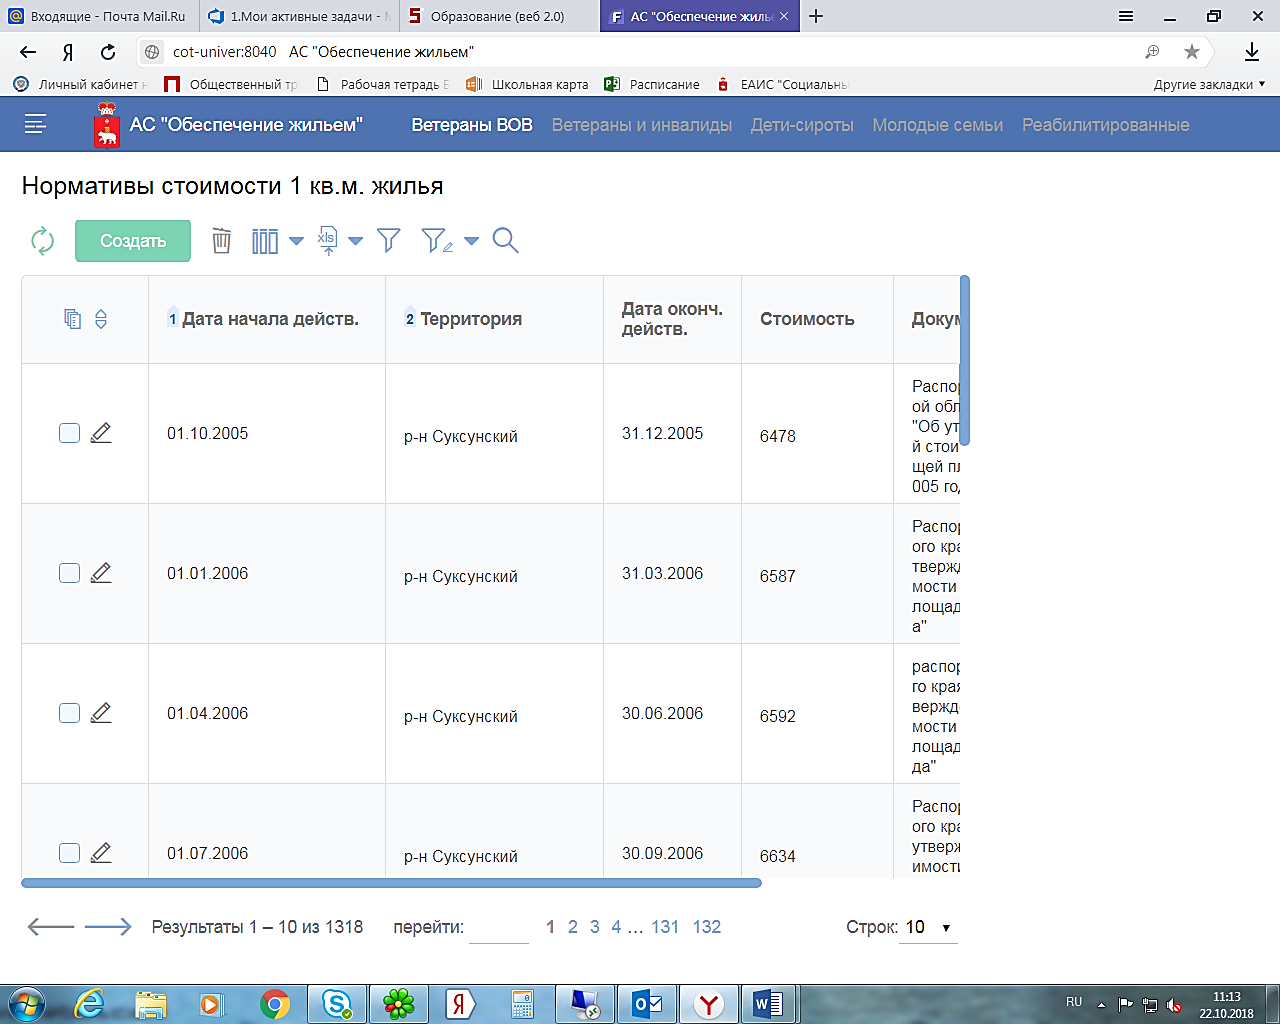 Входящие - Почта Mail.Ru
1.Мои активные задачи -
Образование (веб 2.0)
АС "Обеспечение жилье
cot-univer:8040 АС "Обеспечение жильем"
Личный кабинет
Общественный тр
Рабочая тетрадь
Школьная карта
Расписание
ЕАИС "Социальны
Другие закладки
АС "Обеспечение жильем"
Ветераны ВОВ
Ветераны и инвалиды
Дети-сироты
Молодые семьи
Реабилитированные
Нормативы стоимости 1 кв.м. жилья
Создать
xls
1 Дата начала действ.
2 Территория
Дата оконч.
действ.
Стоимость
Докум
01.10.2005
р-н Суксунский
31.12.2005
6478
Распор
ой обл
"Об ут
й стои
щей пл
005 год
01.01.2006
р-н Суксунский
31.03.2006
6587
Распор
ого кра
твержд
мости
лощад
а"
01.04.2006
р-н Суксунский
30.06.2006
6592
распор
го края
вержде
мости
лощад
да"
01.07.2006
р-н Суксунский
30.09.2006
6634
Распор
ого кра
утверж
имости
Результаты 1 – 10 из 1318
перейти:
1 2 3 4 ... 131 132
Строк: 10
RU
11:13
22.10.2018